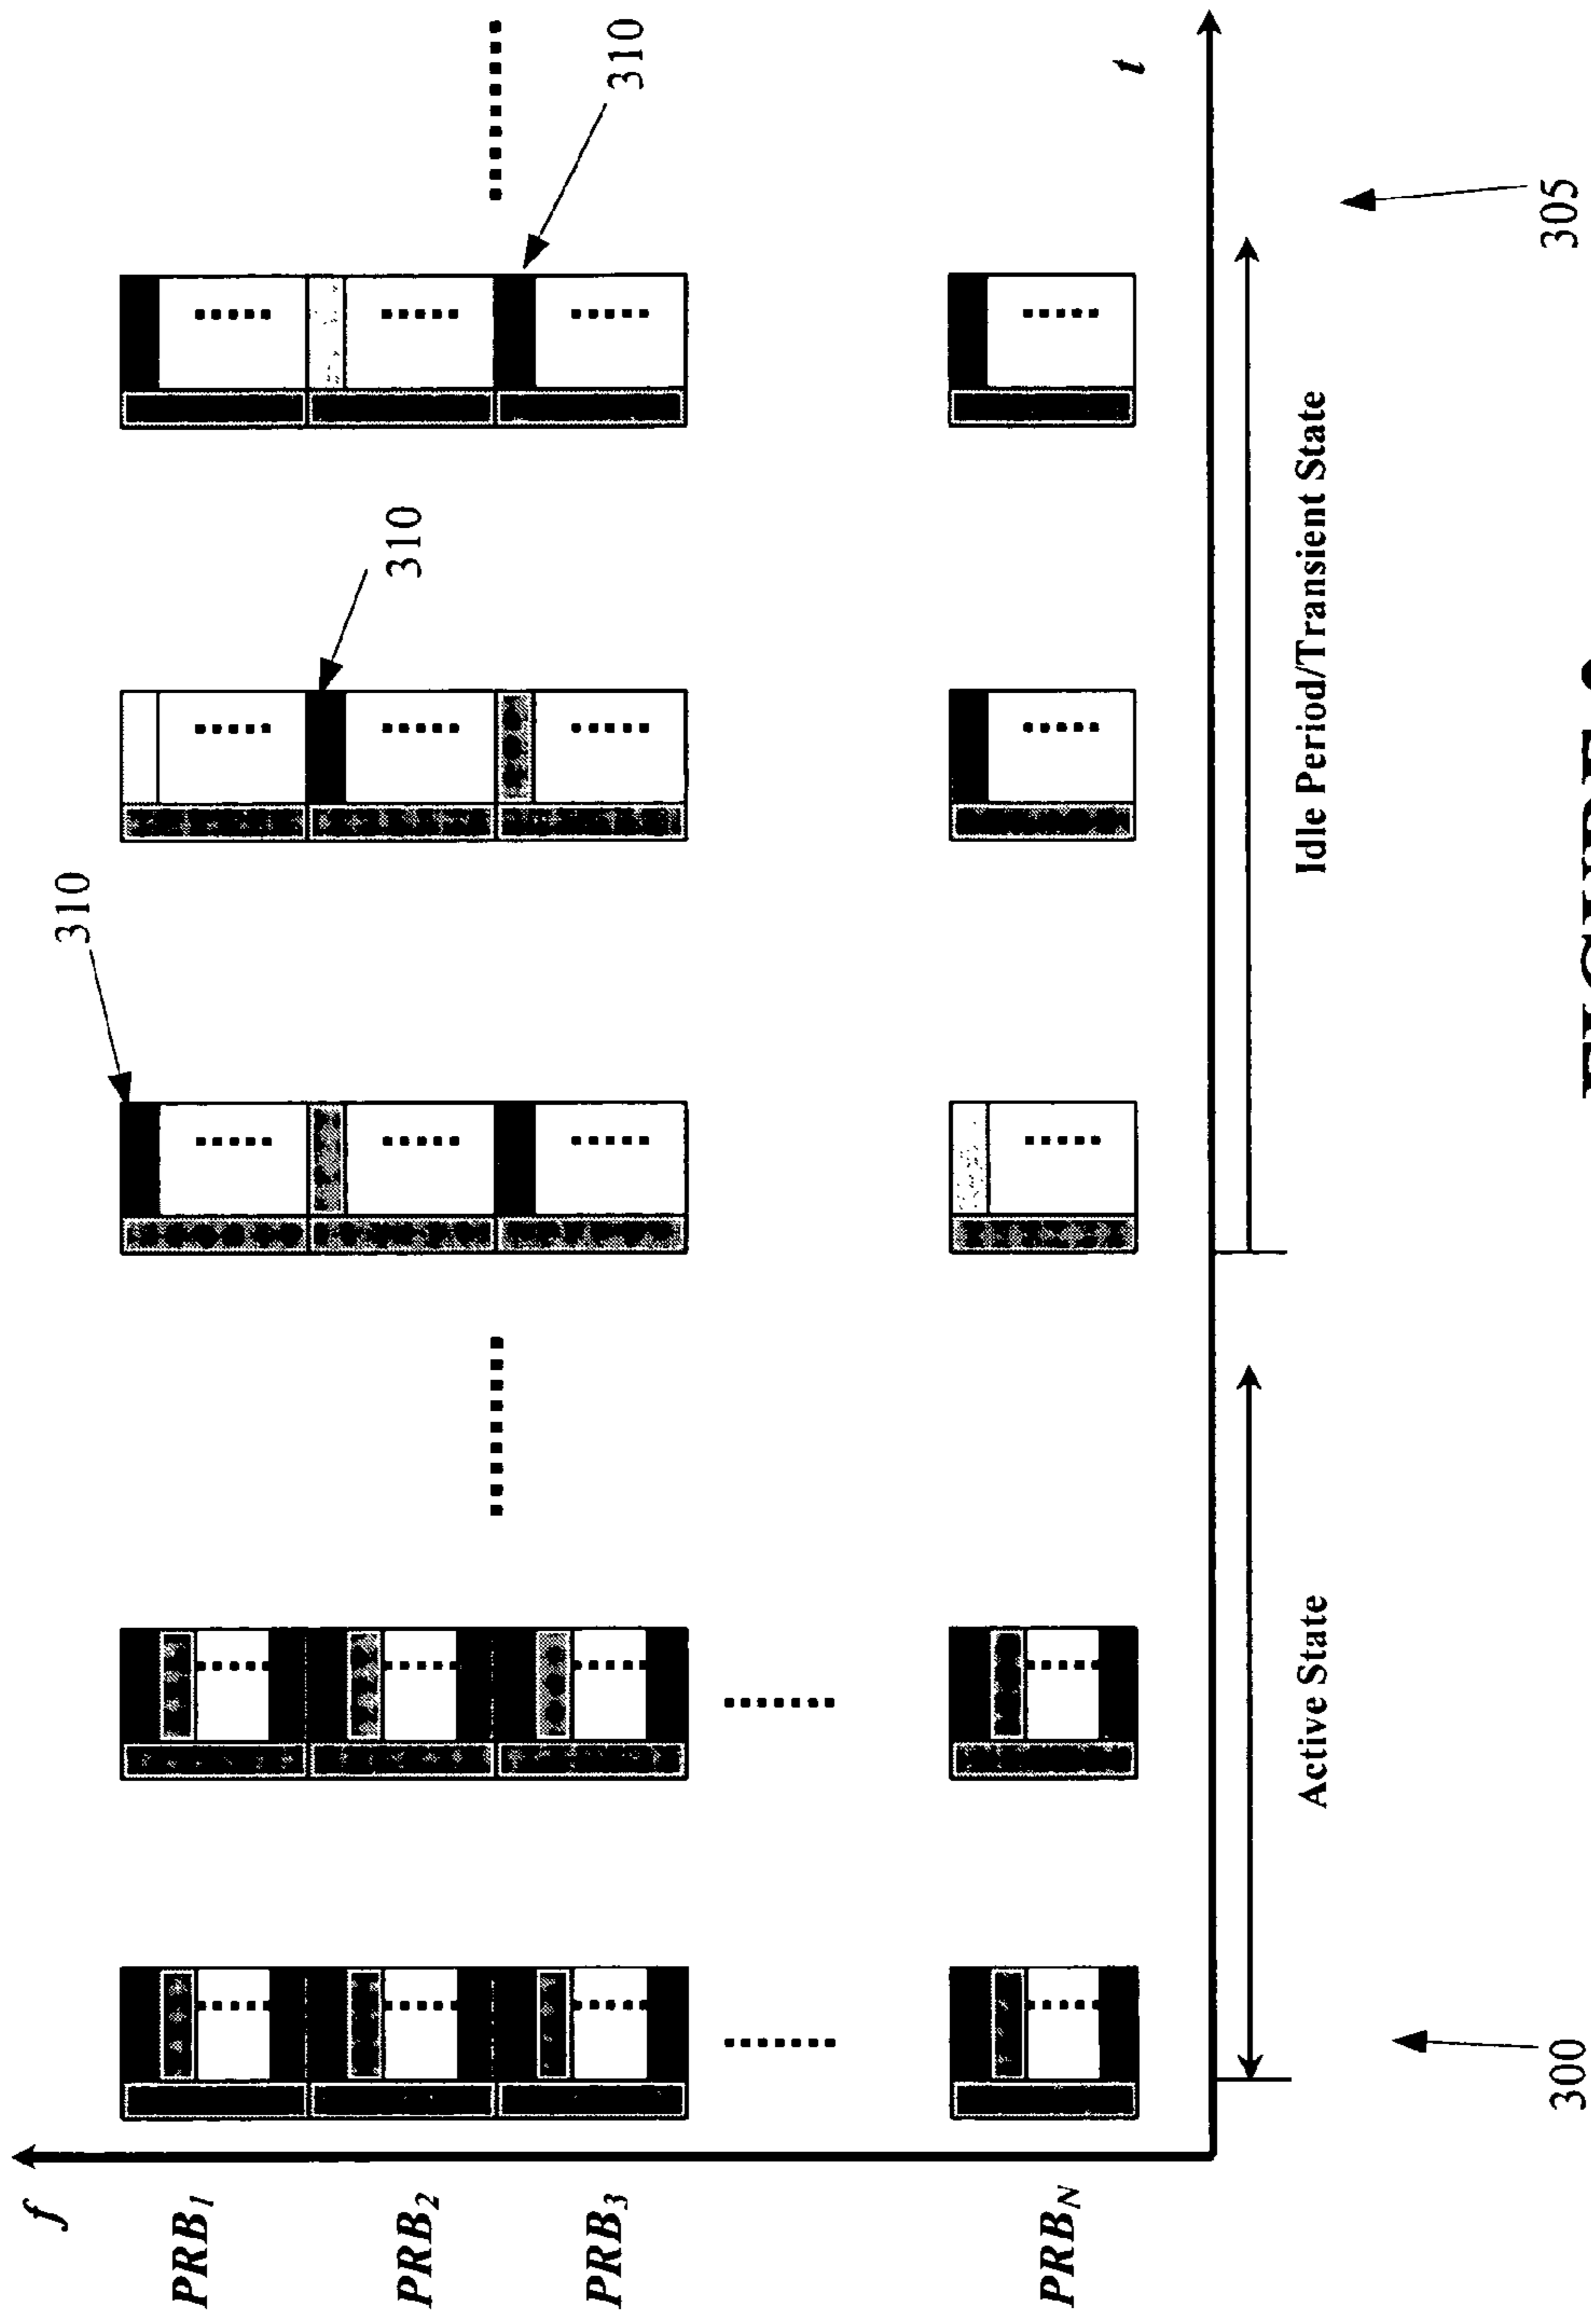 f
PRB1
PRB2
PRB3
PRBN
310
310
310
t
Active State
Idle Period/Transient State
300
305